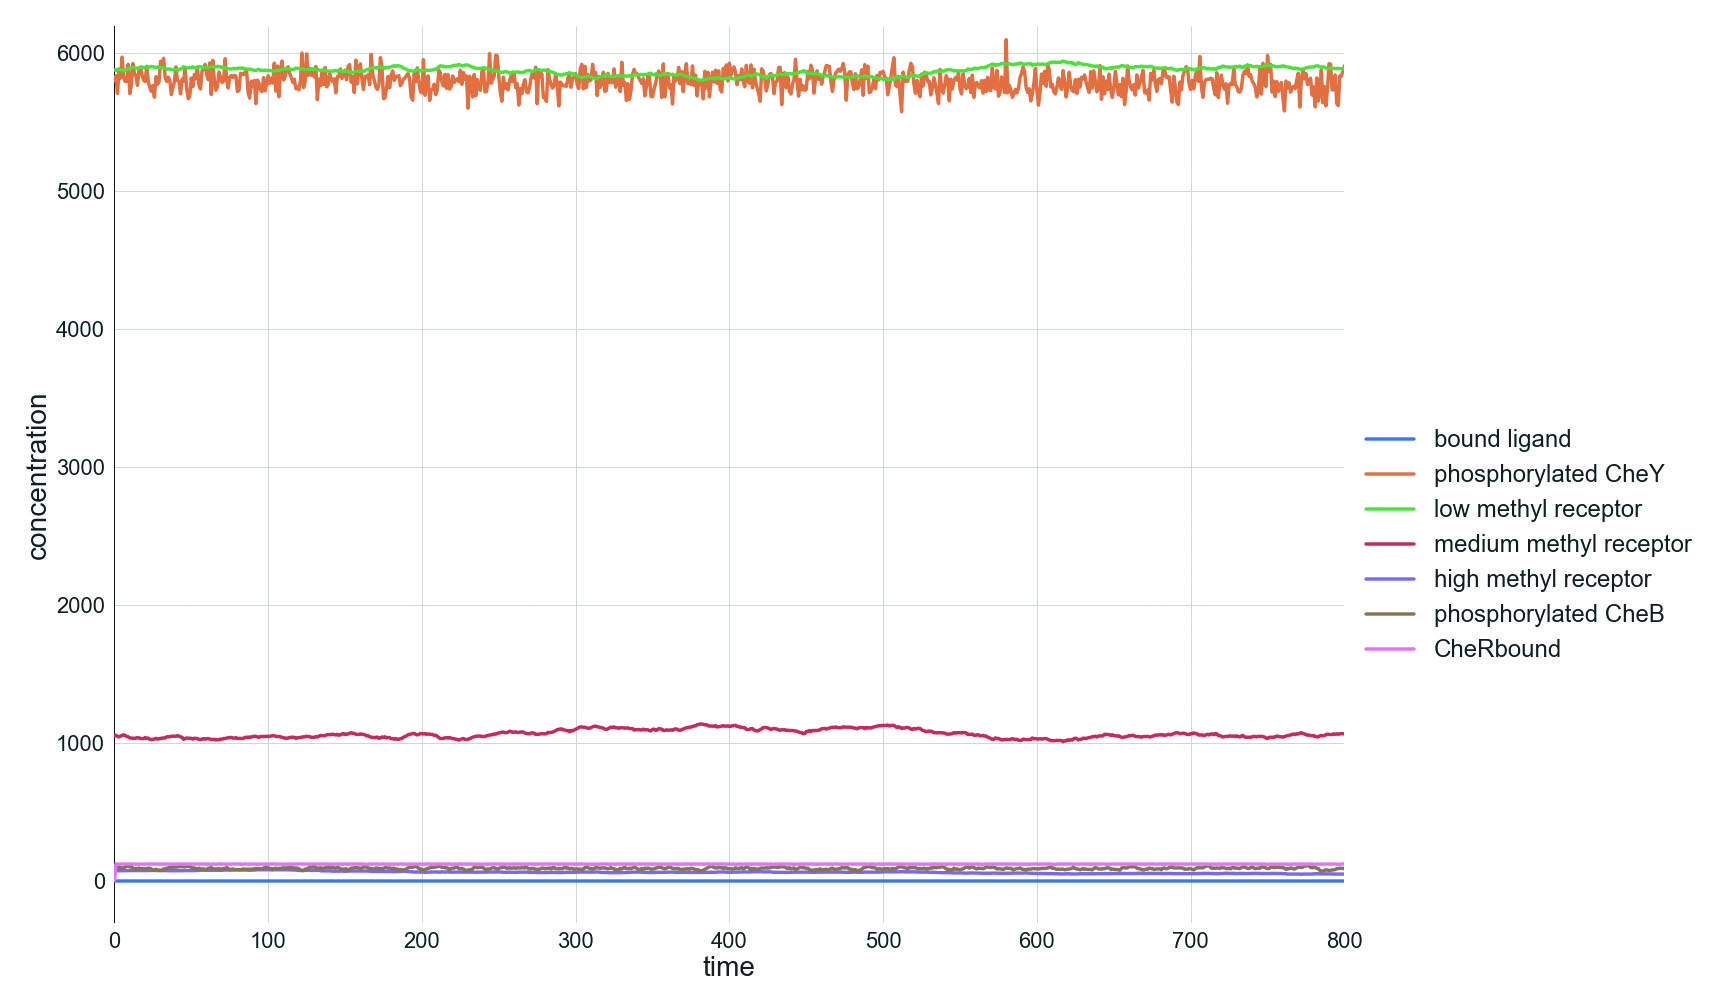 6000
5000
4000
3000
2000
1000
0
concentration
0 100 200 300 400 500 600 700 800
time
bound ligand
phosphorylated CheY
low methyl receptor
medium methyl receptor
high methyl receptor
phosphorylated CheB
CheRbound